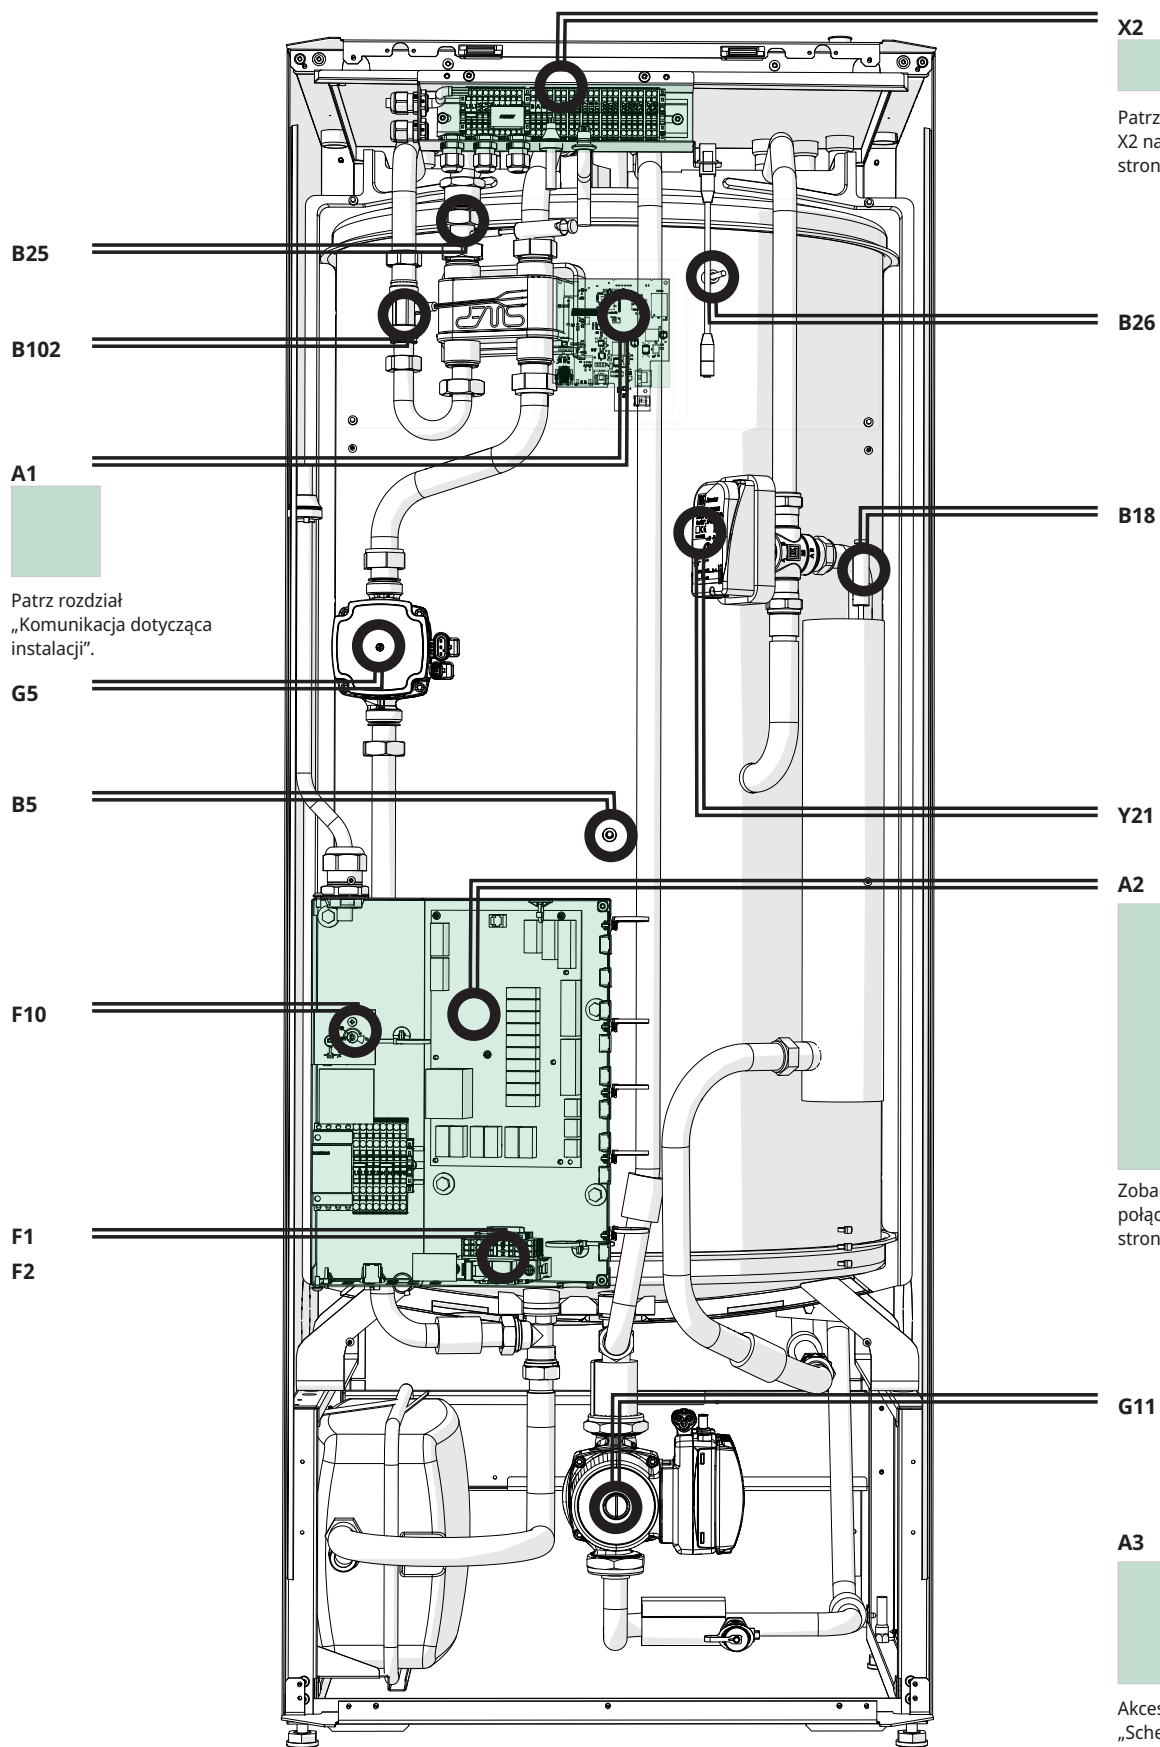 X2
Patrz
X2 na
stron
B25
B102
B26
A1
Patrz rozdział
„Komunikacja dotycząca
instalacji”.
B18
G5
B5
Y21
A2
F10
Zoba
połąc
stron
F1
F2
G11
A3
Akces
„Sche
SWEP